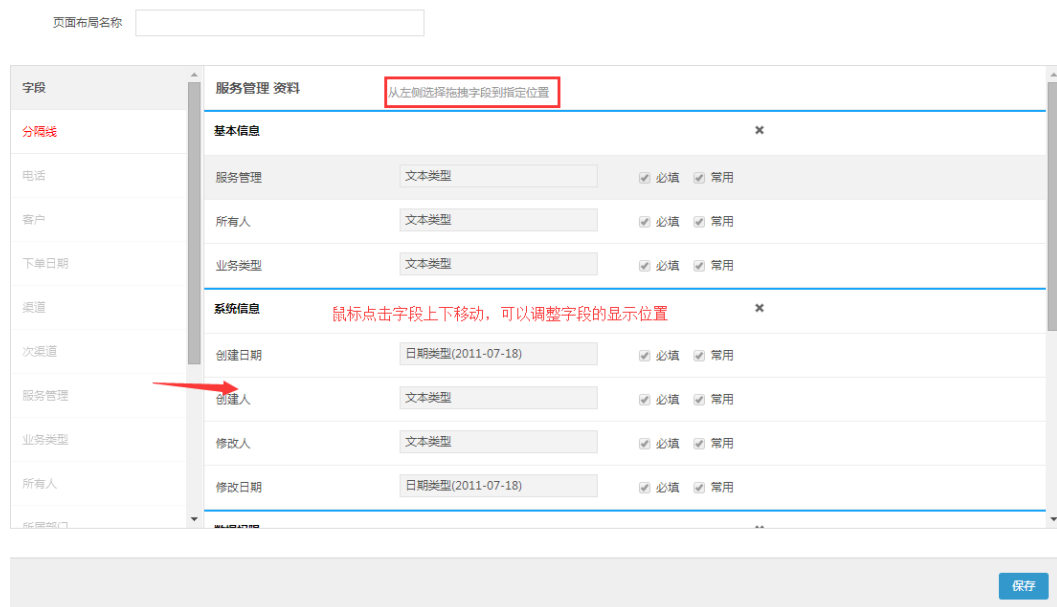 页面布局名称
字段
分隔线
电话
客户
下单日期
渠道
次渠道
服务管理
业务类型
所有人
所属部门
服务管理 资料
从左侧选择拖拽字段到指定位置
基本信息
服务管理 文本类型 必填 常用
所有人 文本类型 必填 常用
业务类型 文本类型 必填 常用
系统信息
鼠标点击字段上下移动，可以调整字段的显示位置
创建日期 日期类型(2011-07-18) 必填 常用
创建人 文本类型 必填 常用
修改人 文本类型 必填 常用
修改日期 日期类型(2011-07-18) 必填 常用
数据权限
保存